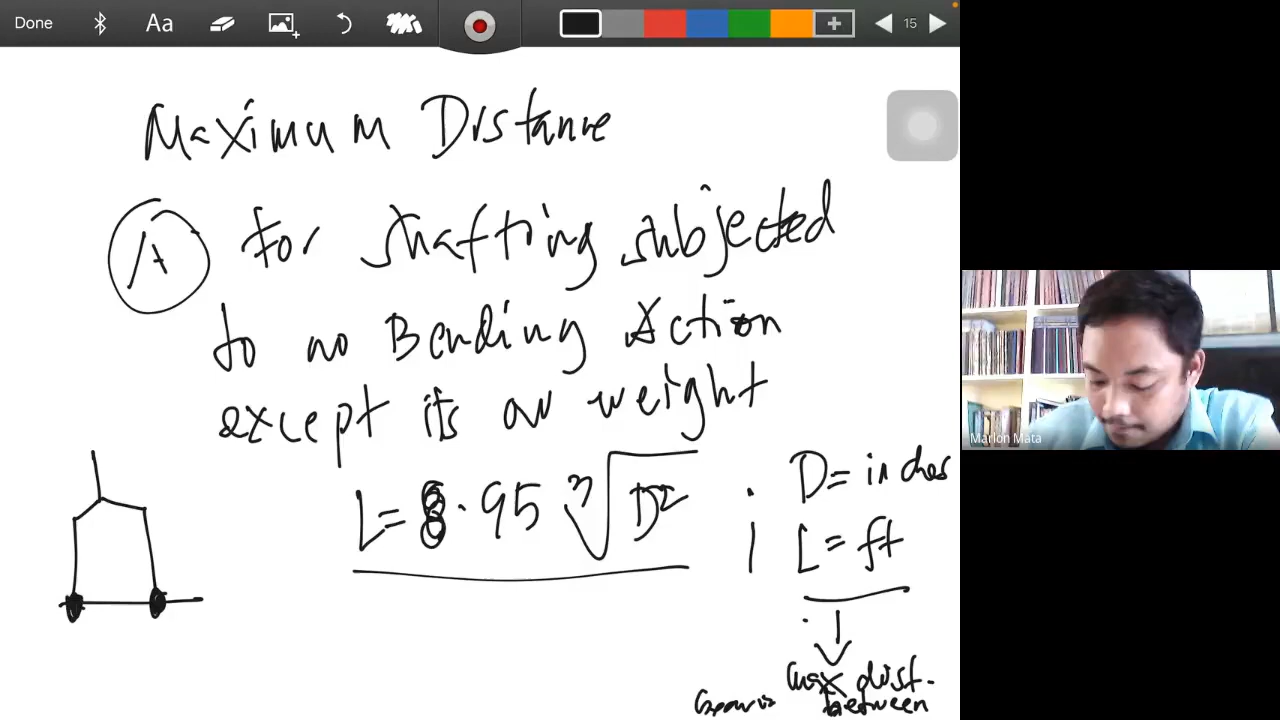 Done Aa 15
Maximum Distance
A for shafting subjected
to no Bending Action
except its own weight
L = 8.95 ∛D² ; D = inches
L = ft
max dist.
between
Marlon Mata